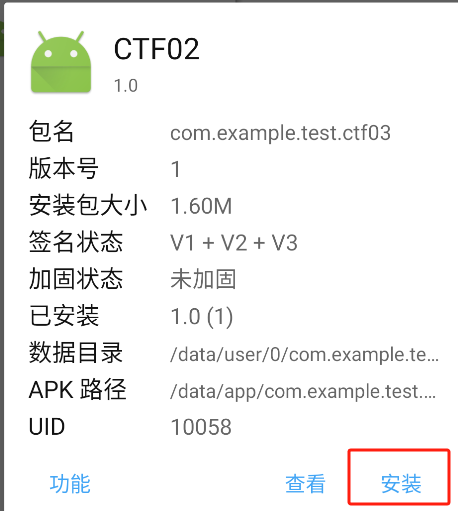 CTF02
1.0
包名 com.example.test.ctf03
版本号 1
安装包大小 1.60M
签名状态 V1 + V2 + V3
加固状态 未加固
已安装 1.0 (1)
数据目录 /data/user/0/com.example.te...
APK 路径 /data/app/com.example.test....
UID 10058
功能 查看 安装